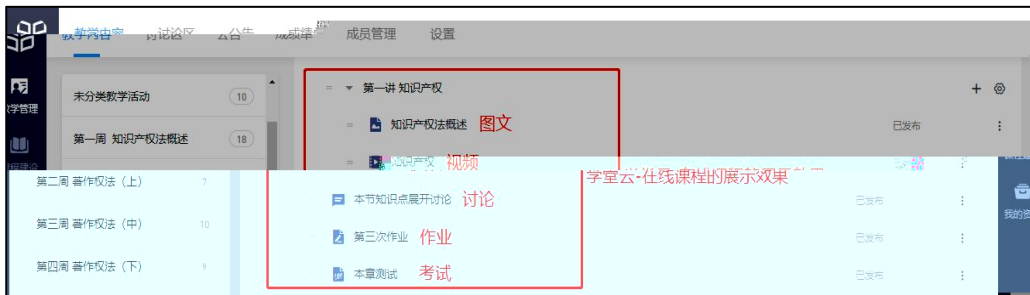 教学内容 讨论区 云公告 成绩单 成员管理 设置
未分类教学活动 10
第一讲 知识产权
知识产权法概述 图文 已发布
第一周 知识产权法概述 18
知识产权 视频
学堂云-在线课程的展示效果
第二周 著作权法（上） 7
本节知识点展开讨论 讨论 已发布
我的资
第三周 著作权法（中） 10
第三次作业 作业 已发布
第四周 著作权法（下） 9
本章测试 考试 已发布